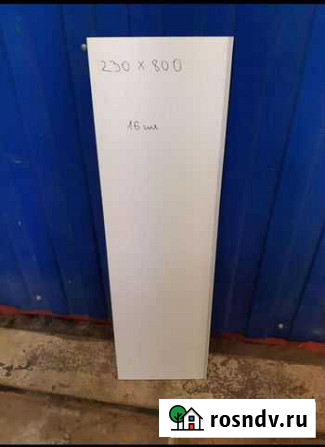 230 x 800
16 шт
rosndv.ru